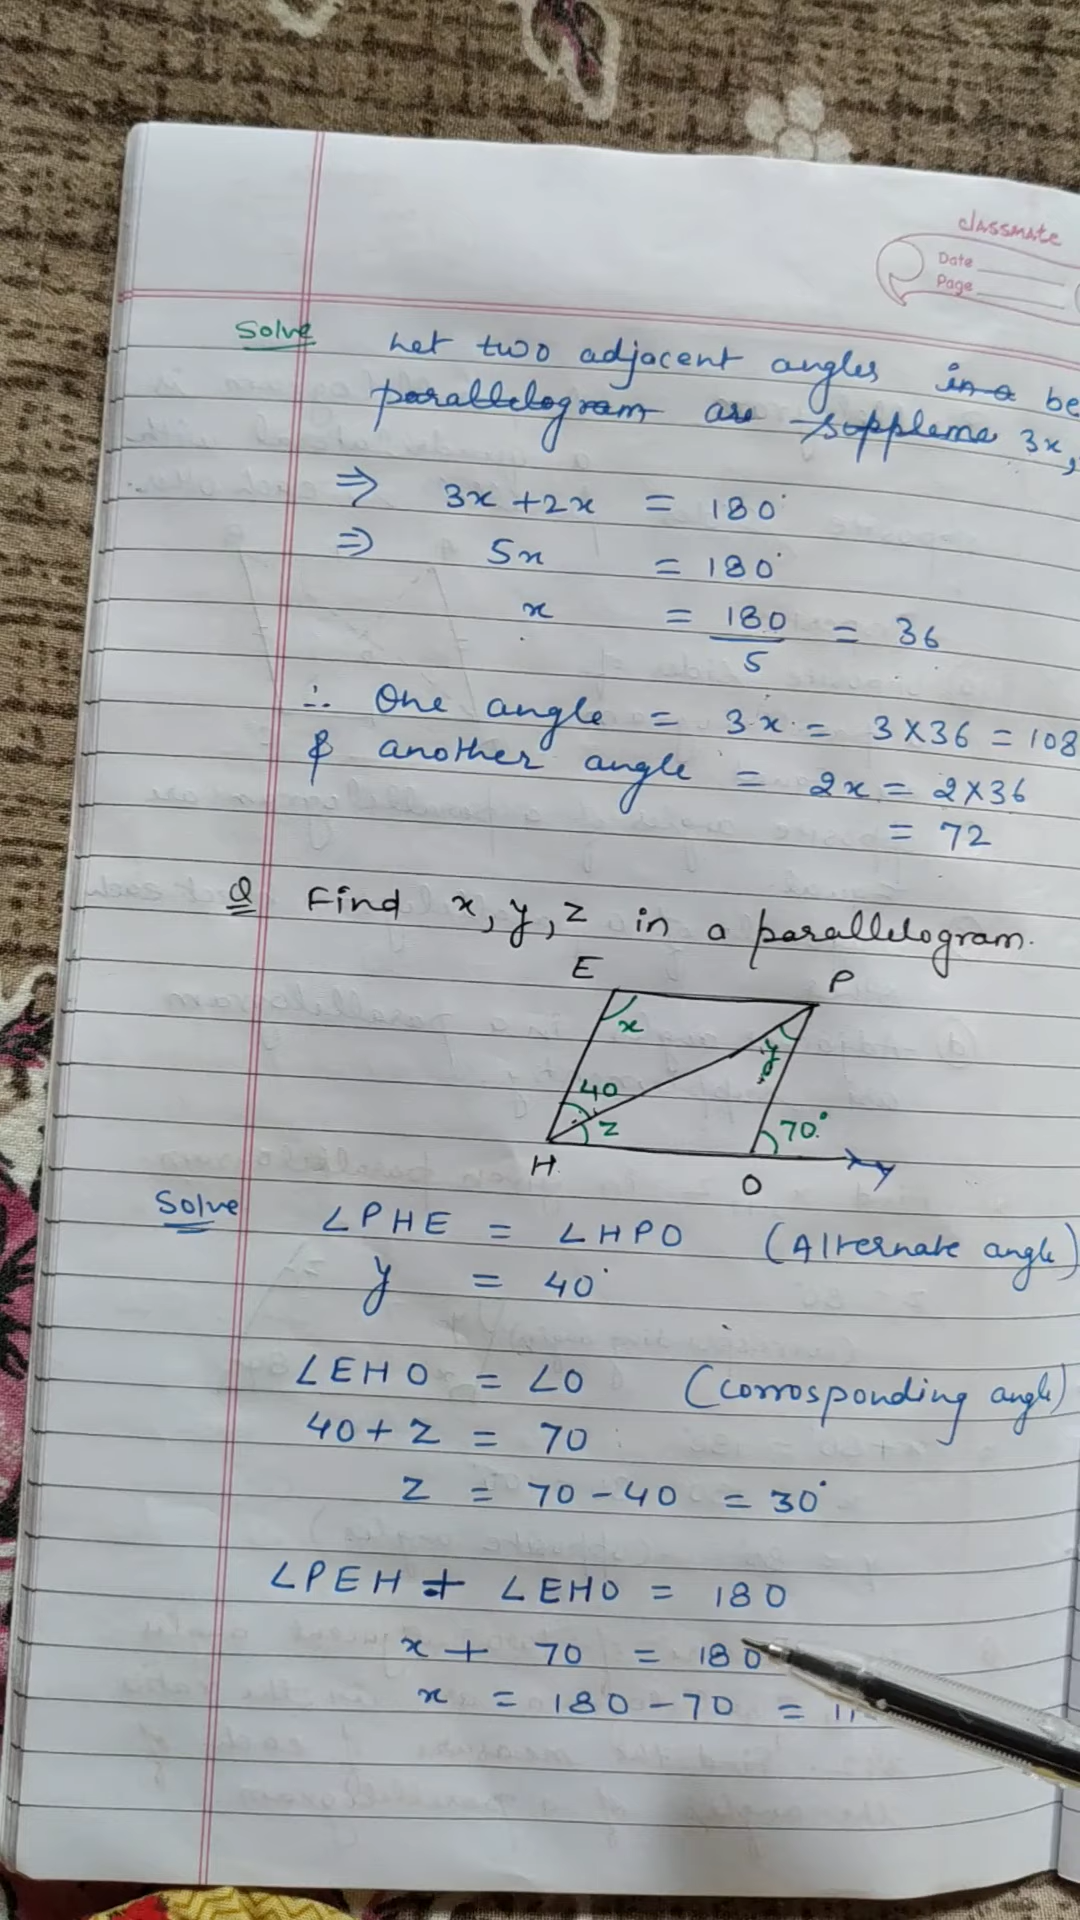 classmate
Date
Page
Solve Let two adjacent angles in a be
parallelogram are suppleme 3x,
⇒ 3x + 2x = 180°
⇒ 5x = 180°
x = 180/5 = 36
∴ One angle = 3x = 3 × 36 = 108
& another angle = 2x = 2 × 36
= 72
Q Find x, y, z in a parallelogram.
E P
x
y
40
z 70°
H O
Solve ∠PHE = ∠HPO (Alternate angle)
y = 40°
∠EHO = ∠O (Corrosponding angle)
40 + z = 70
z = 70 - 40 = 30°
∠PEH + ∠EHO = 180
x + 70 = 180
x = 180 - 70 =